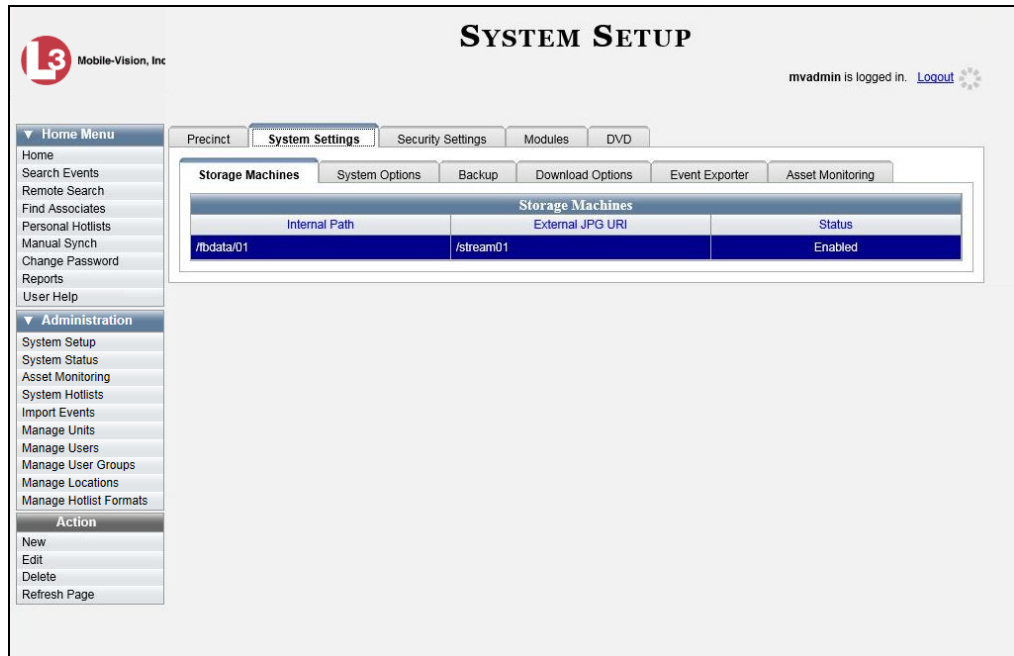 SYSTEM SETUP
L3 Mobile-Vision, Inc
mvadmin is logged in. Logout
▼ Home Menu
Home
Search Events
Remote Search
Find Associates
Personal Hotlists
Manual Synch
Change Password
Reports
User Help
▼ Administration
System Setup
System Status
Asset Monitoring
System Hotlists
Import Events
Manage Units
Manage Users
Manage User Groups
Manage Locations
Manage Hotlist Formats
Action
New
Edit
Delete
Refresh Page
Precinct System Settings Security Settings Modules DVD
Storage Machines System Options Backup Download Options Event Exporter Asset Monitoring
Storage Machines
Internal Path External JPG URI Status
/fbdata/01 /stream01 Enabled